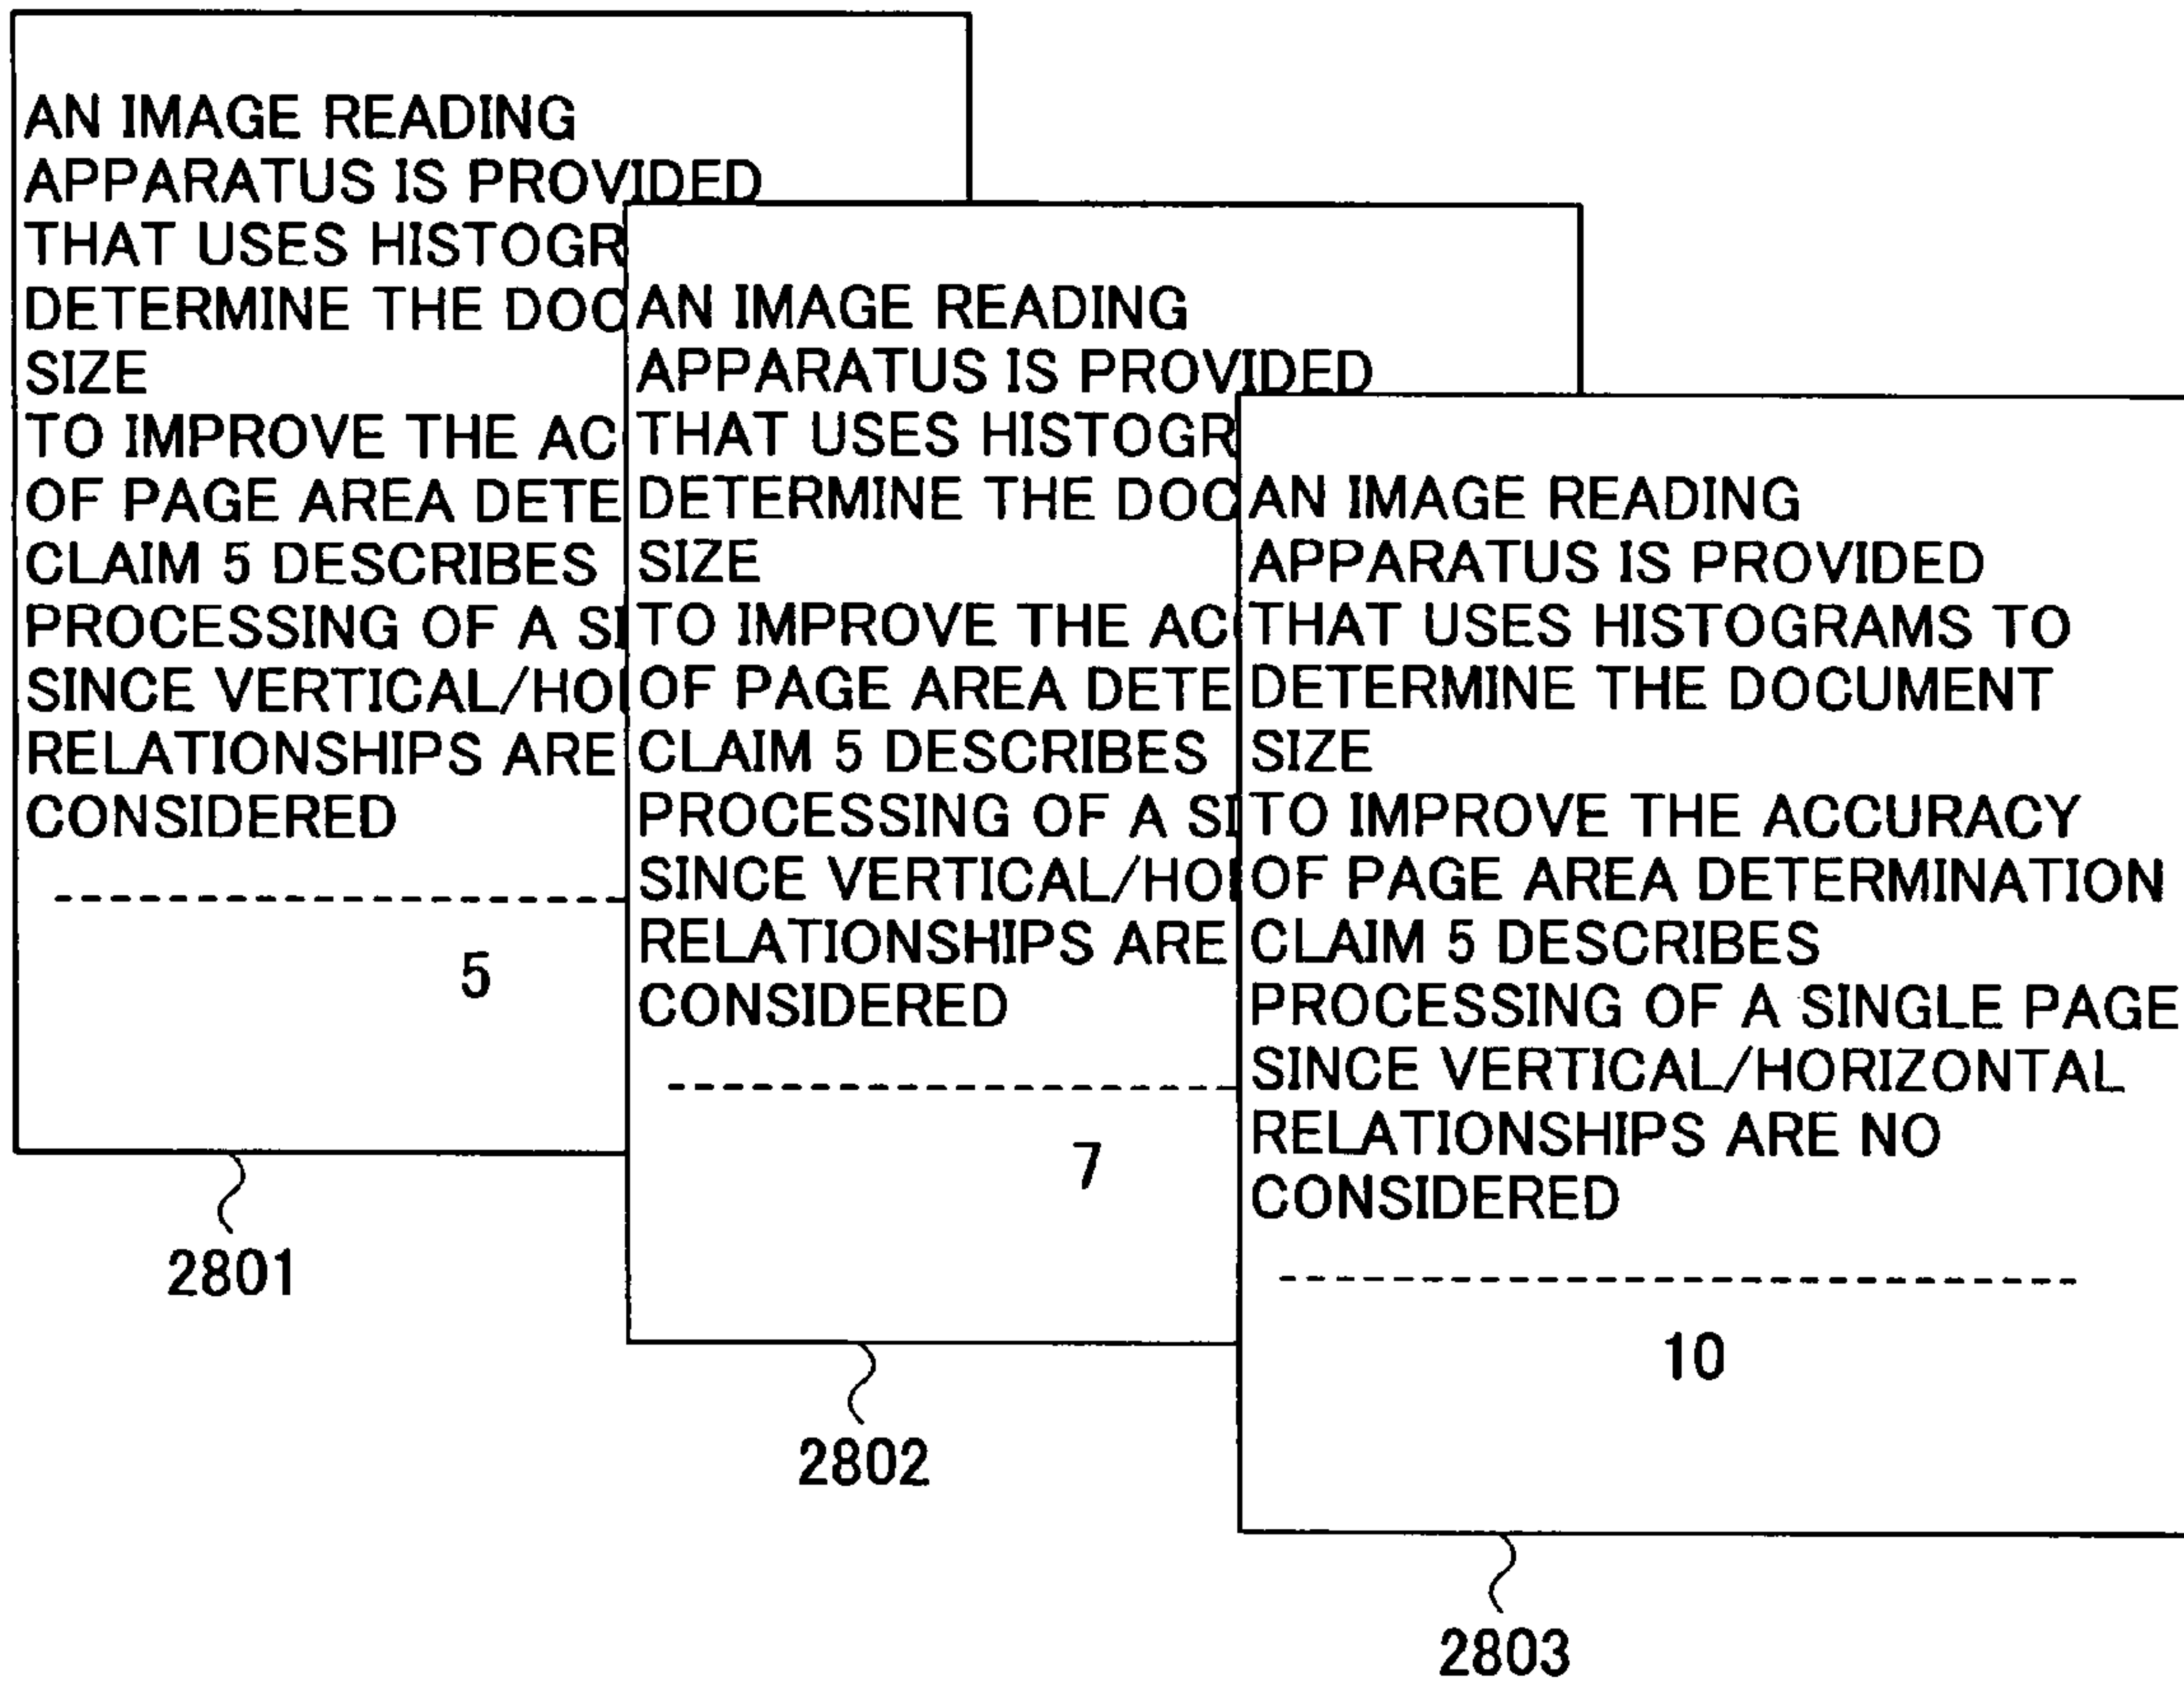 AN IMAGE READING
APPARATUS IS PROVIDED
THAT USES HISTOGR
DETERMINE THE DOC
SIZE
TO IMPROVE THE AC
OF PAGE AREA DETE
CLAIM 5 DESCRIBES
PROCESSING OF A SI
SINCE VERTICAL/HO
RELATIONSHIPS ARE
CONSIDERED
5
2801
AN IMAGE READING
APPARATUS IS PROVIDED
THAT USES HISTOGR
DETERMINE THE DOC
SIZE
TO IMPROVE THE AC
OF PAGE AREA DETE
CLAIM 5 DESCRIBES
PROCESSING OF A SI
SINCE VERTICAL/HO
RELATIONSHIPS ARE
CONSIDERED
7
2802
AN IMAGE READING
APPARATUS IS PROVIDED
THAT USES HISTOGRAMS TO
DETERMINE THE DOCUMENT
SIZE
TO IMPROVE THE ACCURACY
OF PAGE AREA DETERMINATION
CLAIM 5 DESCRIBES
PROCESSING OF A SINGLE PAGE
SINCE VERTICAL/HORIZONTAL
RELATIONSHIPS ARE NO
CONSIDERED
10
2803